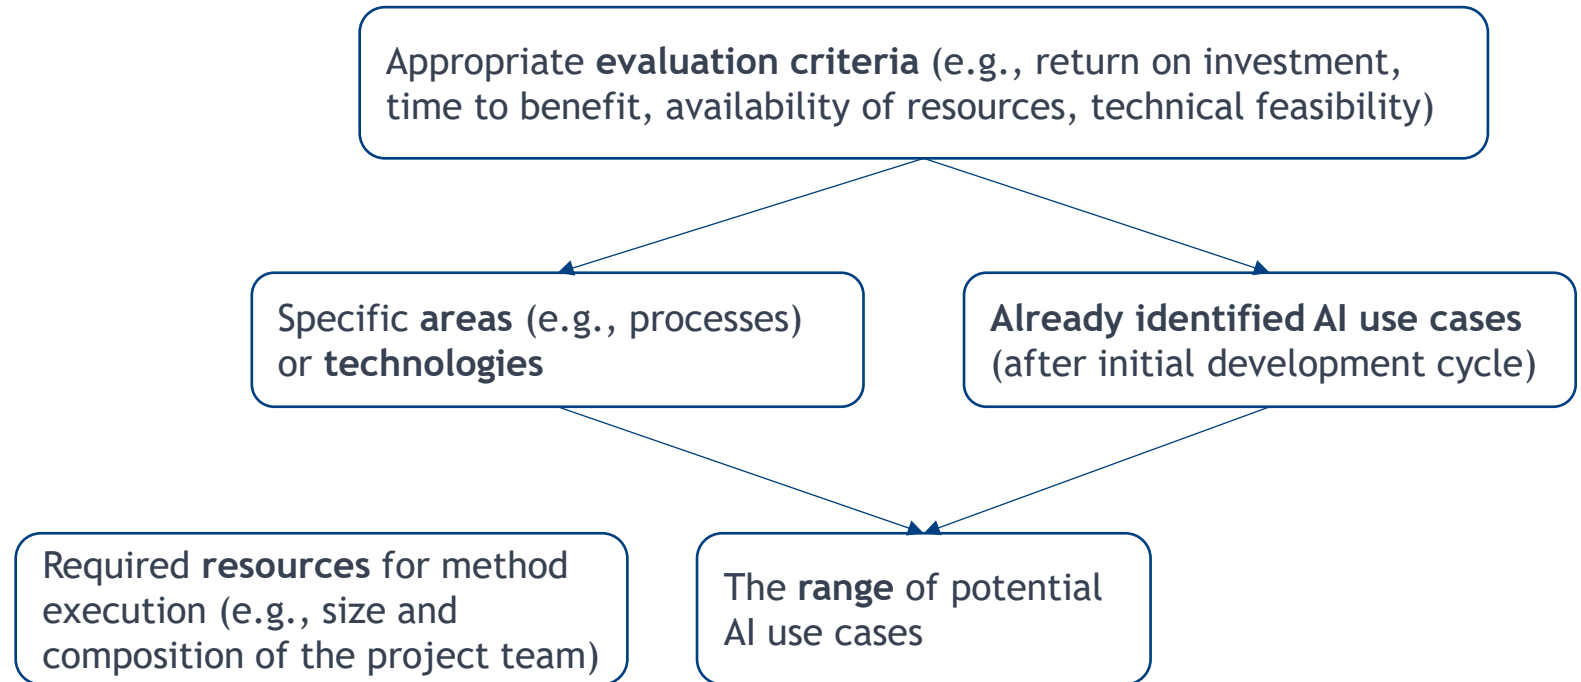 Appropriate evaluation criteria (e.g., return on investment,
time to benefit, availability of resources, technical feasibility)
Specific areas (e.g., processes)
or technologies
Already identified AI use cases
(after initial development cycle)
Required resources for method
execution (e.g., size and
composition of the project team)
The range of potential
AI use cases